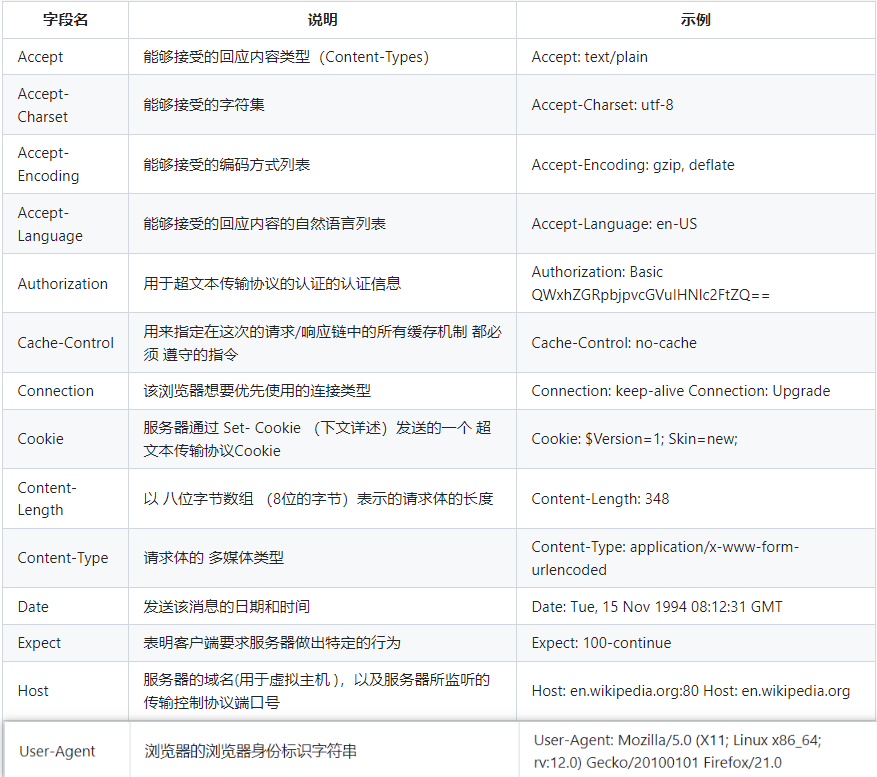 字段名 说明 示例
Accept 能够接受的回应内容类型（Content-Types） Accept: text/plain
Accept-
Charset
能够接受的字符集 Accept-Charset: utf-8
Accept-
Encoding
能够接受的编码方式列表 Accept-Encoding: gzip, deflate
Accept-
Language
能够接受的回应内容的自然语言列表 Accept-Language: en-US
Authorization 用于超文本传输协议的认证的认证信息
Authorization: Basic
QWxhZGRpbjpvcGVuIHNlc2FtZQ==
Cache-Control
用来指定在这次的请求/响应链中的所有缓存机制 都必
须 遵守的指令
Cache-Control: no-cache
Connection 该浏览器想要优先使用的连接类型 Connection: keep-alive Connection: Upgrade
Cookie
服务器通过 Set- Cookie （下文详述）发送的一个 超
文本传输协议Cookie
Cookie: $Version=1; Skin=new;
Content-
Length
以 八位字节数组 （8位的字节）表示的请求体的长度 Content-Length: 348
Content-Type 请求体的 多媒体类型
Content-Type: application/x-www-form-
urlencoded
Date 发送该消息的日期和时间 Date: Tue, 15 Nov 1994 08:12:31 GMT
Expect 表明客户端要求服务器做出特定的行为 Expect: 100-continue
Host
服务器的域名(用于虚拟主机 )，以及服务器所监听的
传输控制协议端口号
Host: en.wikipedia.org:80 Host: en.wikipedia.org
User-Agent 浏览器的浏览器身份标识字符串
User-Agent: Mozilla/5.0 (X11; Linux x86_64;
rv:12.0) Gecko/20100101 Firefox/21.0